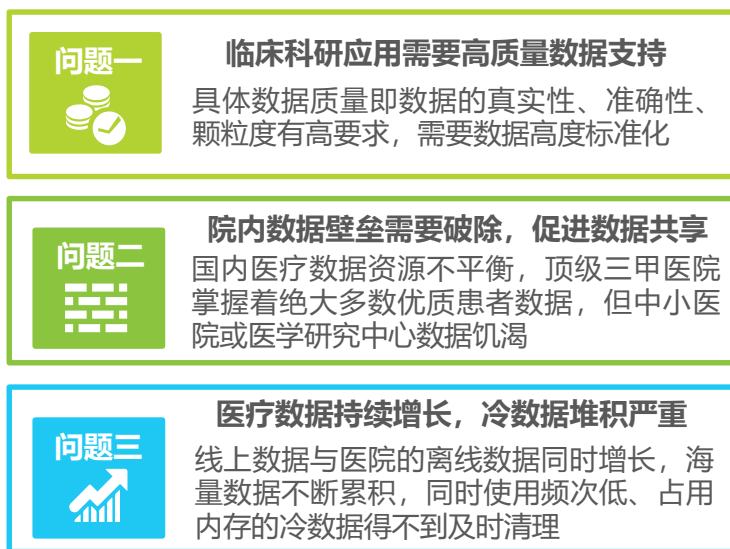 问题一
临床科研应用需要高质量数据支持
具体数据质量即数据的真实性、准确性、
颗粒度有高要求，需要数据高度标准化
问题二
院内数据壁垒需要破除，促进数据共享
国内医疗数据资源不平衡，顶级三甲医院
掌握着绝大多数优质患者数据，但中小医
院或医学研究中心数据饥渴
问题三
医疗数据持续增长，冷数据堆积严重
线上数据与医院的离线数据同时增长，海
量数据不断累积，同时使用频次低、占用
内存的冷数据得不到及时清理